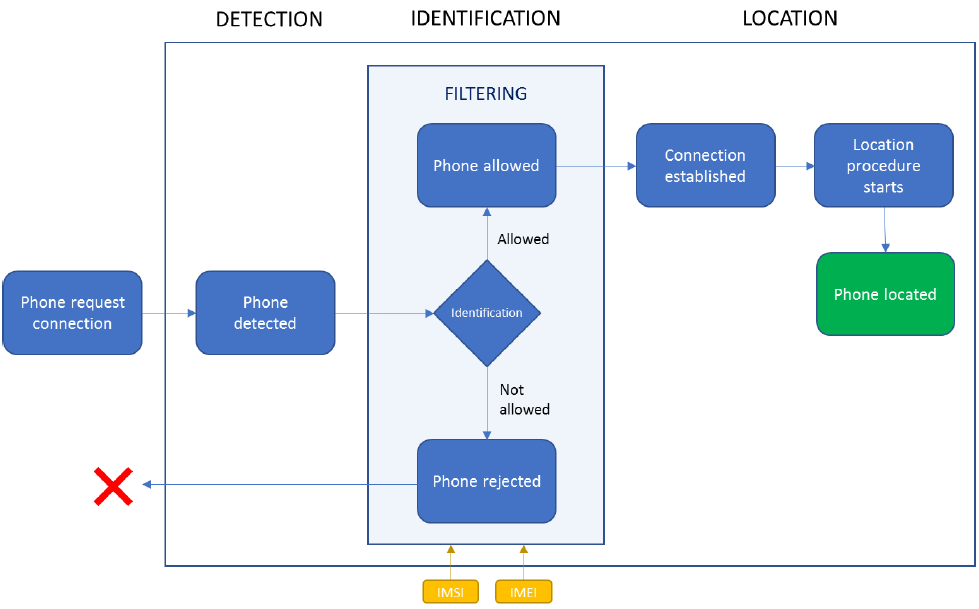 DETECTION
IDENTIFICATION
LOCATION
FILTERING
Phone allowed
Connection
established
Location
procedure
starts
Allowed
Phone request
connection
Phone
detected
Identification
Phone located
Not
allowed
Phone rejected
IMSI
IMEI